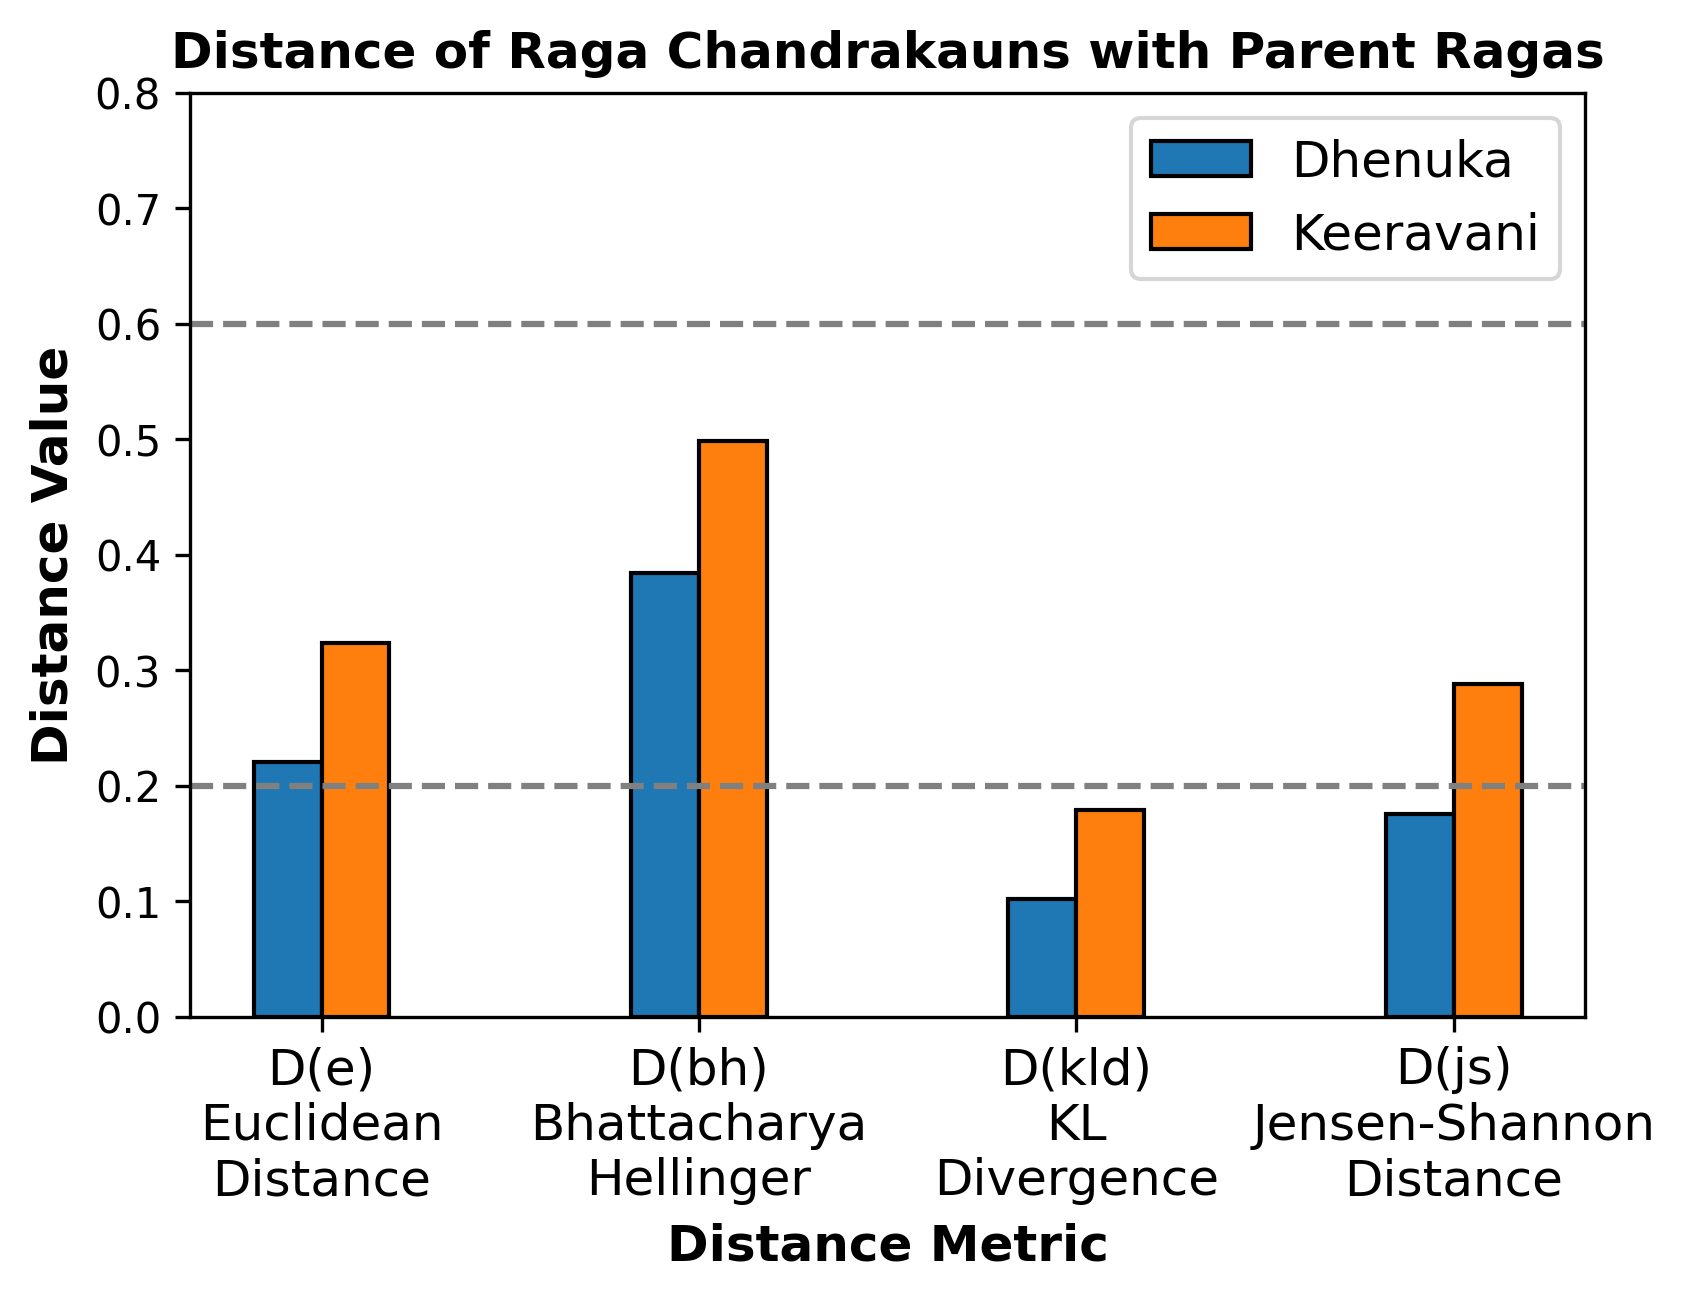 Distance of Raga Chandrakauns with Parent Ragas
Dhenuka
Keeravani
Distance Value
0.8
0.7
0.6
0.5
0.4
0.3
0.2
0.1
0.0
D(e)
Euclidean
Distance
D(bh)
Bhattacharya
Hellinger
D(kld)
KL
Divergence
D(js)
Jensen-Shannon
Distance
Distance Metric